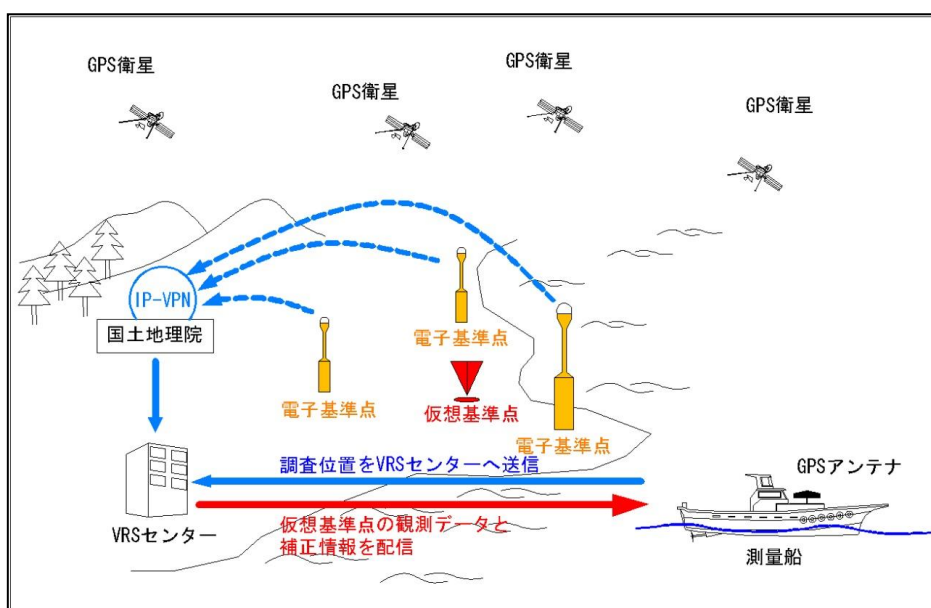 GPS衛星
GPS衛星
GPS衛星
GPS衛星
IP-VPN
国土地理院
電子基準点
電子基準点
仮想基準点
電子基準点
調査位置をVRSセンターへ送信
GPSアンテナ
仮想基準点の観測データと
補正情報を配信
VRSセンター
測量船